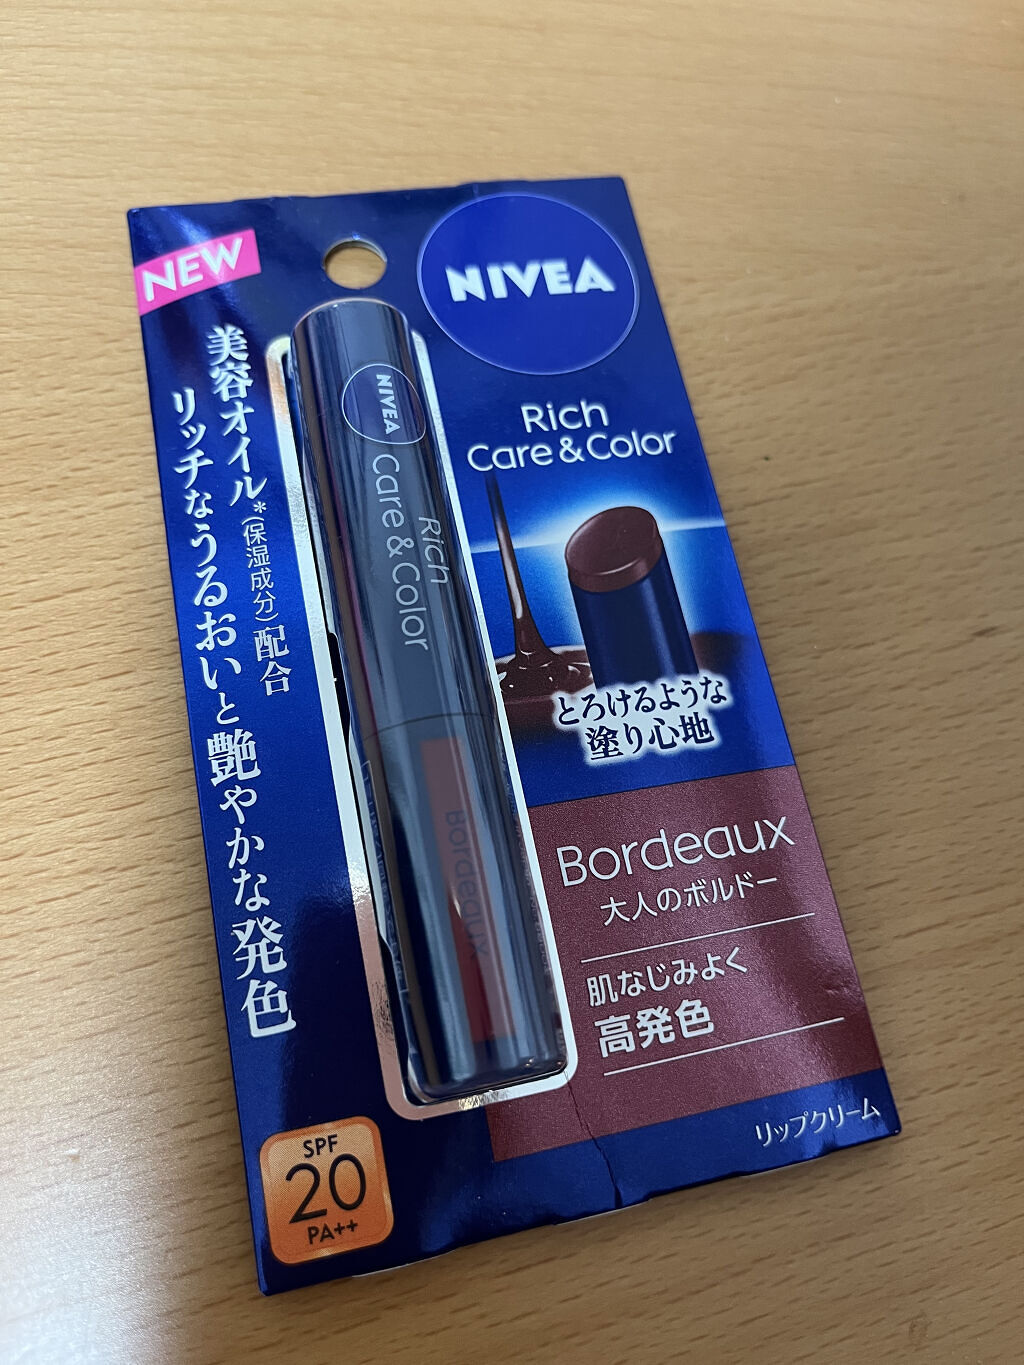 NEW
NIVEA
Rich
Care & Color
美容オイル*(保湿成分)配合
リッチなうるおいと艶やかな発色
NIVEA
Rich
Care & Color
Bordeaux
とろけるような
塗り心地
Bordeaux
大人のボルドー
肌なじみよく
高発色
SPF
20
PA++
リップクリーム